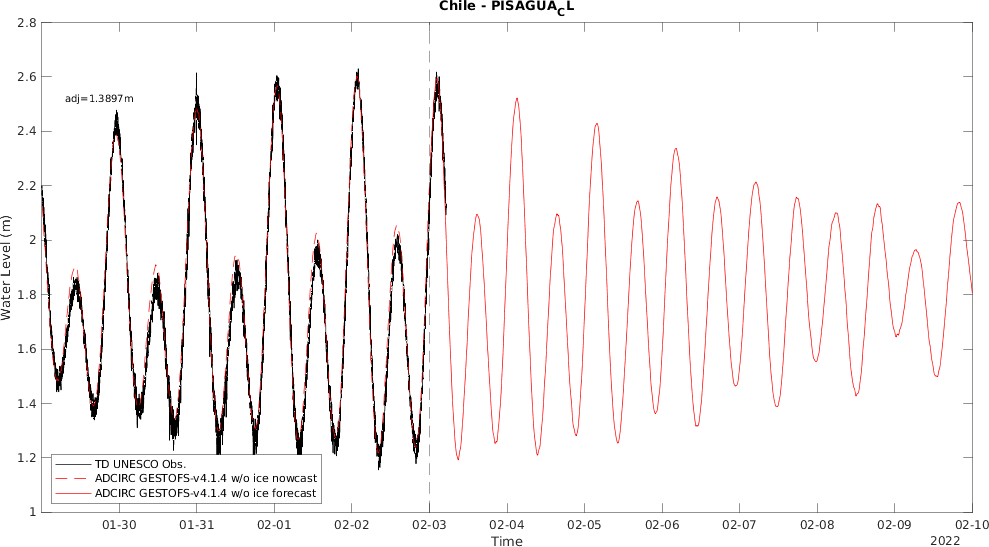 Chile - PISAGUA_CL
2.8
2.6
2.4
2.2
2
1.8
1.6
1.4
1.2
1
Water Level (m)
adj=1.3897m
TD UNESCO Obs.
ADCIRC GESTOFS-v4.1.4 w/o ice nowcast
ADCIRC GESTOFS-v4.1.4 w/o ice forecast
01-30 01-31 02-01 02-02 02-03 02-04 02-05 02-06 02-07 02-08 02-09 02-10
Time
2022